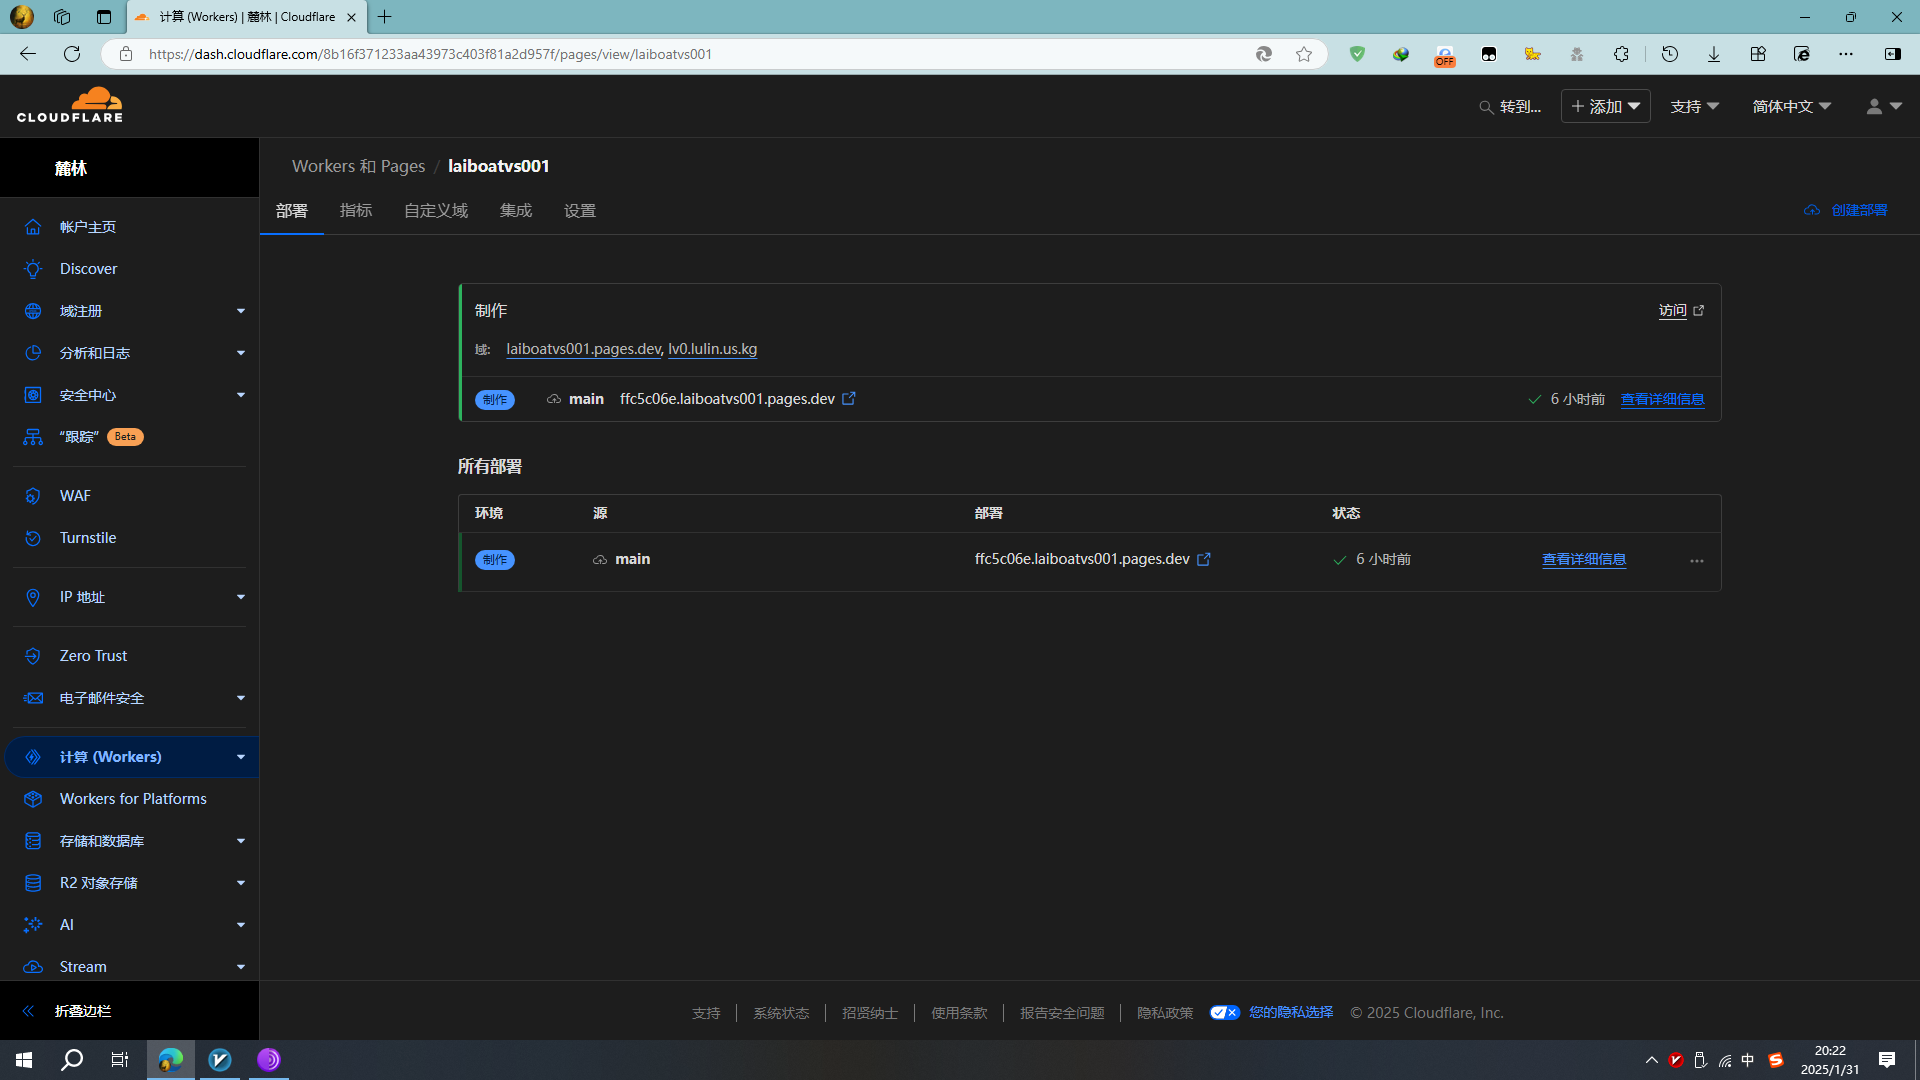 计算 (Workers) | 麓林 | Cloudflare
https://dash.cloudflare.com/8b16f371233aa43973c403f81a2d957f/pages/view/laiboatvs001
OFF
CLOUDFLARE
转到...
添加
支持
简体中文
麓林
Workers 和 Pages / laiboatvs001
部署
指标
自定义域
集成
设置
创建部署
帐户主页
Discover
域注册
分析和日志
安全中心
“跟踪” Beta
WAF
Turnstile
IP 地址
Zero Trust
电子邮件安全
计算 (Workers)
Workers for Platforms
存储和数据库
R2 对象存储
AI
Stream
折叠边栏
制作
访问
域: laiboatvs001.pages.dev, lv0.lulin.us.kg
制作 main ffc5c06e.laiboatvs001.pages.dev 6 小时前 查看详细信息
所有部署
环境 源 部署 状态
制作 main ffc5c06e.laiboatvs001.pages.dev 6 小时前 查看详细信息
支持 | 系统状态 | 招贤纳士 | 使用条款 | 报告安全问题 | 隐私政策 您的隐私选择 © 2025 Cloudflare, Inc.
中
20:22
2025/1/31